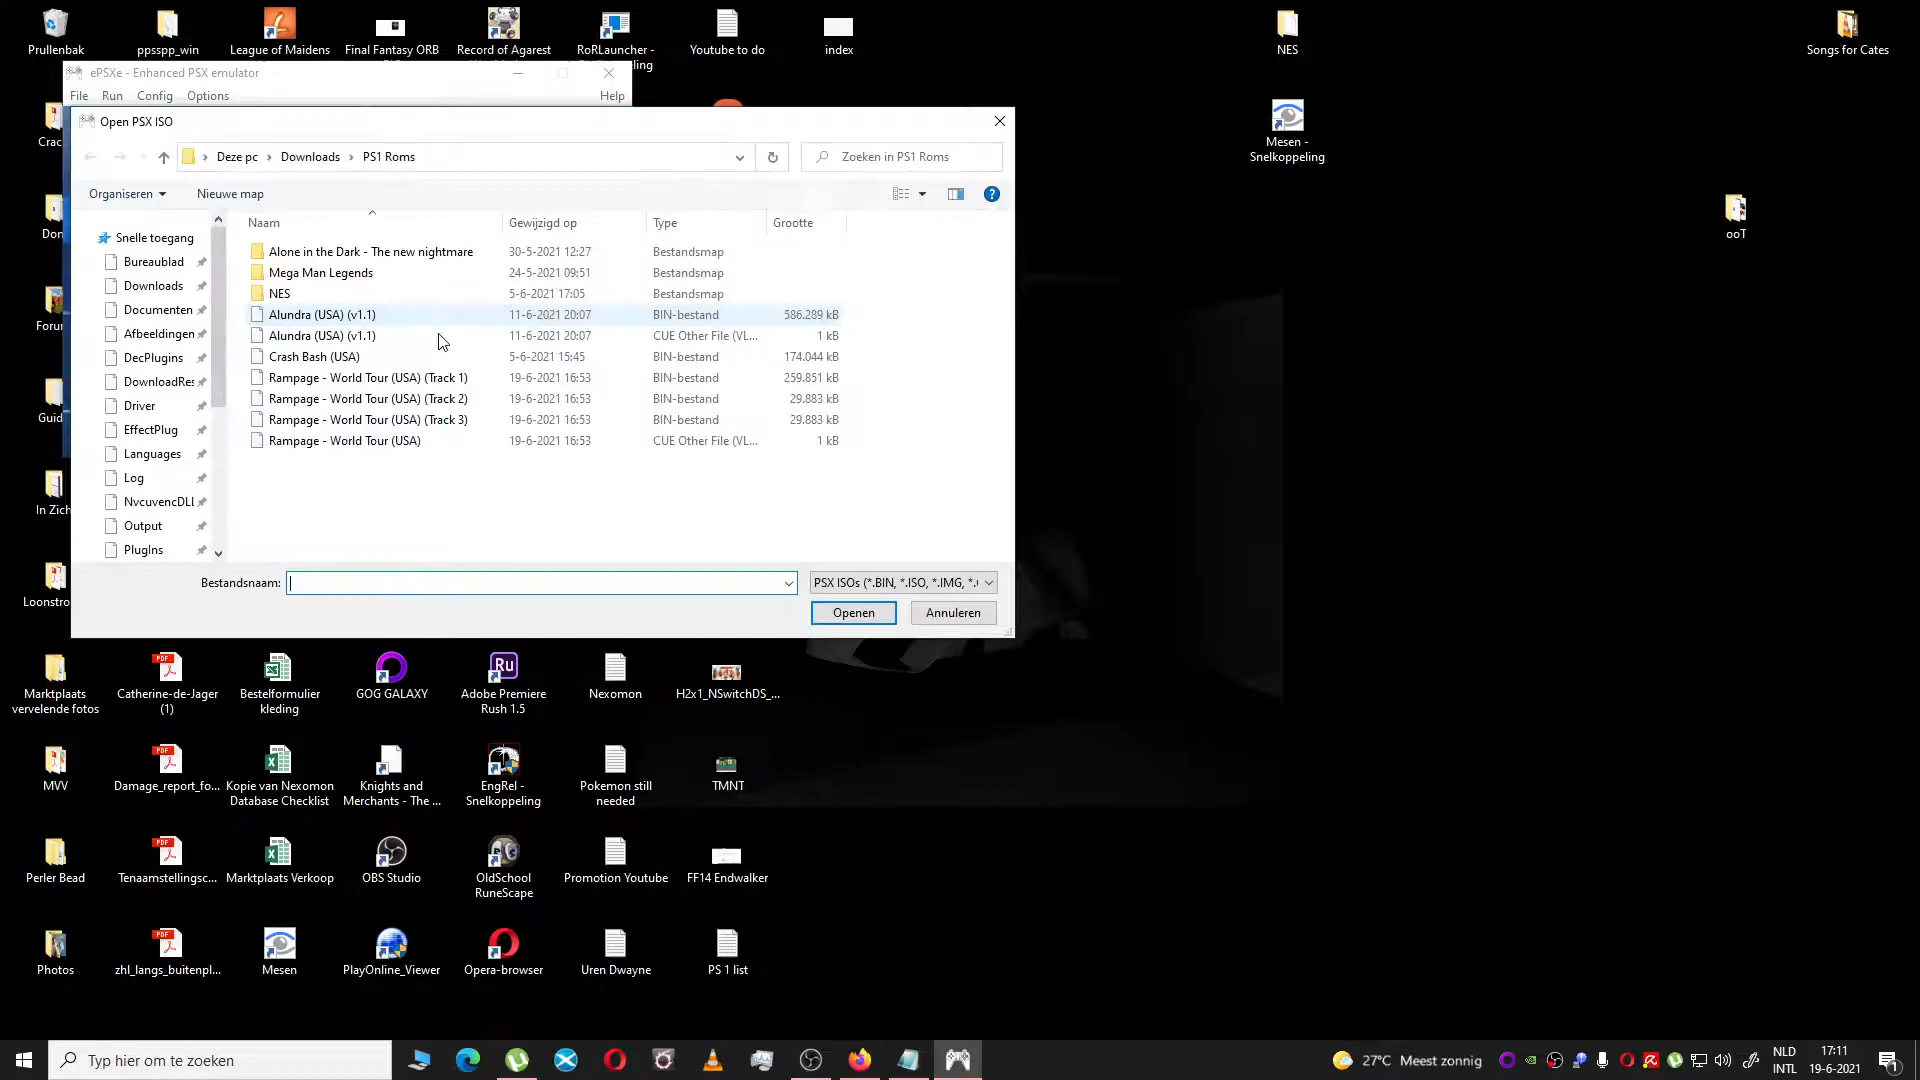 Prullenbak
ppsspp_win
League of Maidens
Final Fantasy ORB
Record of Agarest
RoRLauncher -
Youtube to do
index
NES
Songs for Cates
ePSXe - Enhanced PSX emulator
File Run Config Options Help
Open PSX ISO
Deze pc > Downloads > PS1 Roms
Zoeken in PS1 Roms
Organiseren
Nieuwe map
Naam Gewijzigd op Type Grootte
Alone in the Dark - The new nightmare 30-5-2021 12:27 Bestandsmap
Mega Man Legends 24-5-2021 09:51 Bestandsmap
NES 5-6-2021 17:05 Bestandsmap
Alundra (USA) (v1.1) 11-6-2021 20:07 BIN-bestand 586.289 kB
Alundra (USA) (v1.1) 11-6-2021 20:07 CUE Other File (VL... 1 kB
Crash Bash (USA) 5-6-2021 15:45 BIN-bestand 174.044 kB
Rampage - World Tour (USA) (Track 1) 19-6-2021 16:53 BIN-bestand 259.851 kB
Rampage - World Tour (USA) (Track 2) 19-6-2021 16:53 BIN-bestand 29.883 kB
Rampage - World Tour (USA) (Track 3) 19-6-2021 16:53 BIN-bestand 29.883 kB
Rampage - World Tour (USA) 19-6-2021 16:53 CUE Other File (VL... 1 kB
Snelle toegang
Bureaublad
Downloads
Documenten
Afbeeldingen
DecPlugins
DownloadRes
Driver
EffectPlug
Languages
Log
NvcuvencDLL
Output
PlugIns
Bestandsnaam:
PSX ISOs (*.BIN, *.ISO, *.IMG, *.
Openen
Annuleren
Crac
Don
Forur
Guid
In Zich
Loonstro
Mesen -
Snelkoppeling
ooT
Marktplaats
vervelende fotos
Catherine-de-Jager
(1)
Bestelformulier
kleding
GOG GALAXY
Adobe Premiere
Rush 1.5
Nexomon
H2x1_NSwitchDS_...
MVV
Damage_report_fo...
Kopie van Nexomon
Database Checklist
Knights and
Merchants - The ...
EngRel -
Snelkoppeling
Pokemon still
needed
TMNT
Perler Bead
Tenaamstellingsc...
Marktplaats Verkoop
OBS Studio
OldSchool
RuneScape
Promotion Youtube
FF14 Endwalker
Photos
zhl_langs_buitenpl...
Mesen
PlayOnline_Viewer
Opera-browser
Uren Dwayne
PS 1 list
Typ hier om te zoeken
27°C Meest zonnig
NLD
INTL
17:11
19-6-2021
1